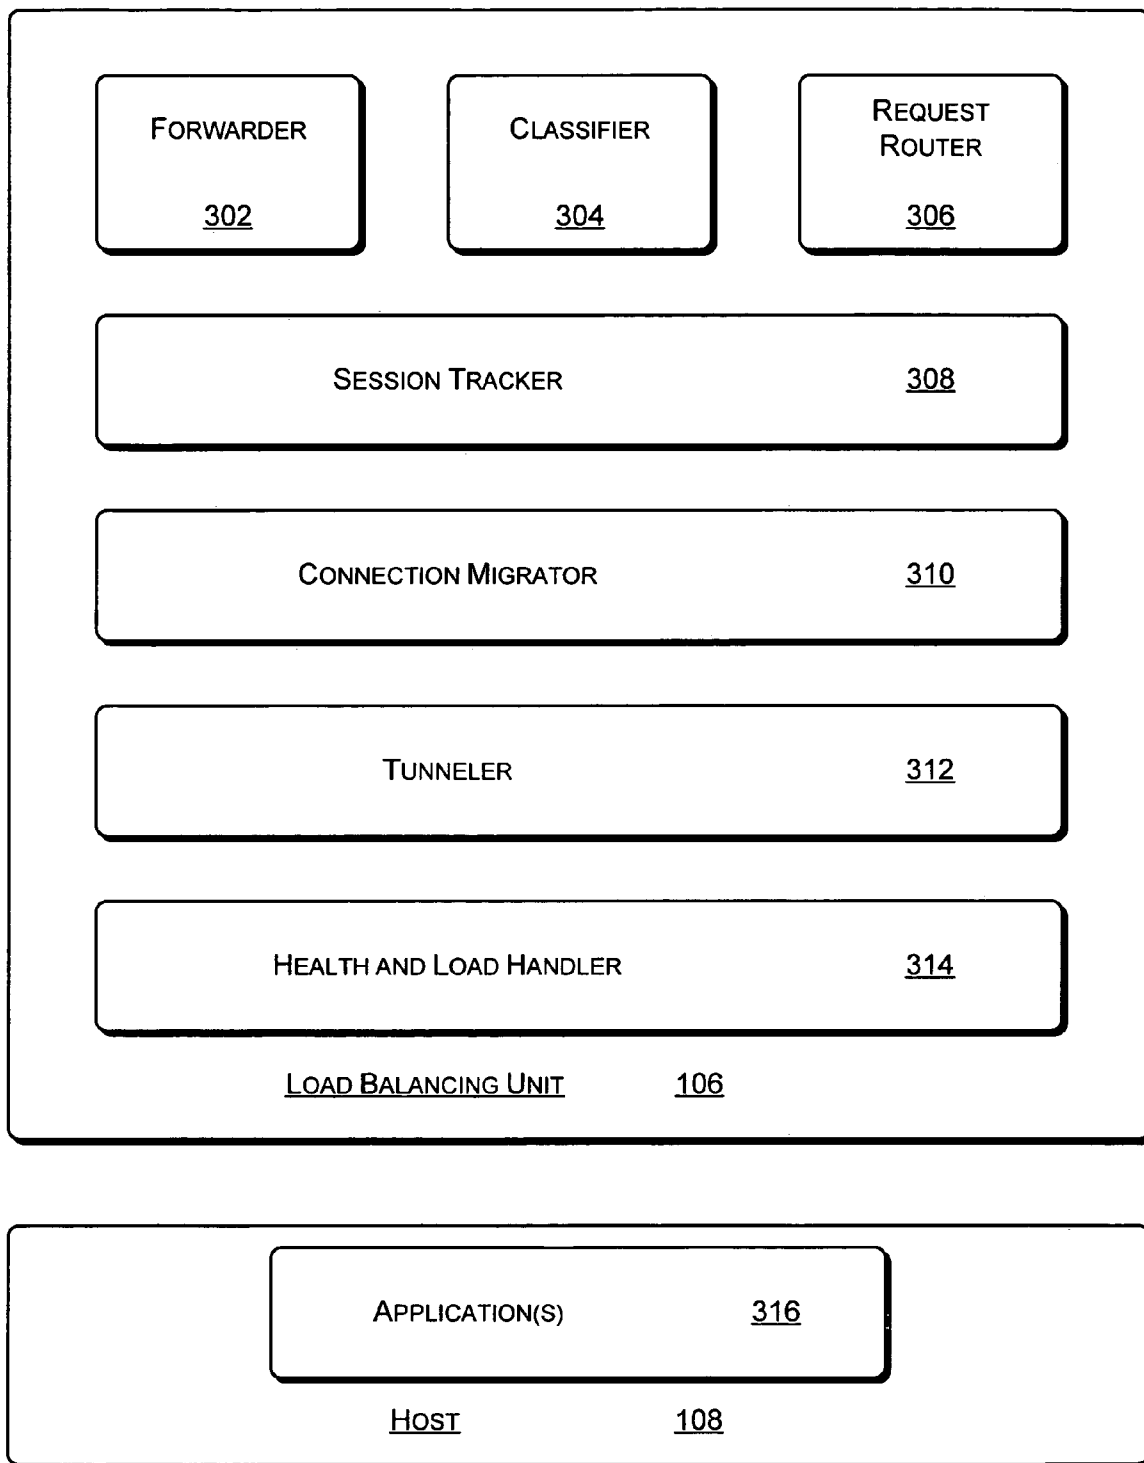 FORWARDER
302
CLASSIFIER
304
REQUEST
ROUTER
306
SESSION TRACKER 308
CONNECTION MIGRATOR 310
TUNNELER 312
HEALTH AND LOAD HANDLER 314
LOAD BALANCING UNIT 106
APPLICATION(S) 316
HOST 108